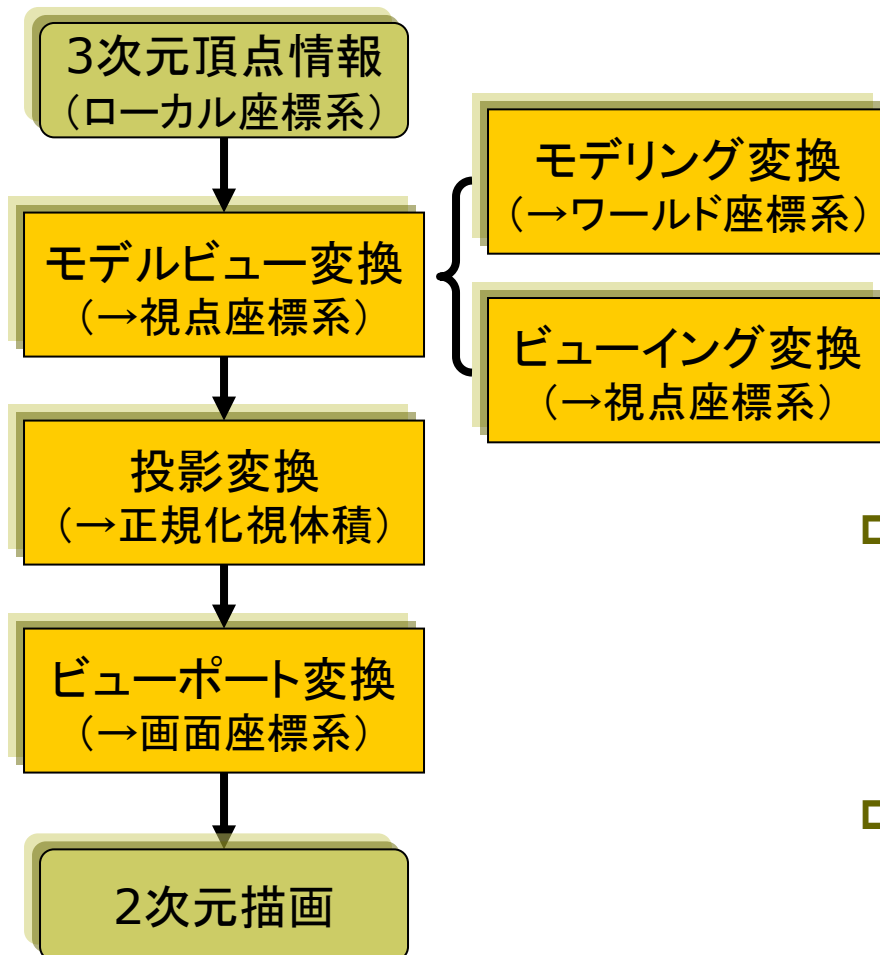 3次元頂点情報
（ローカル座標系）
モデルビュー変換
（→視点座標系）
モデリング変換
（→ワールド座標系）
ビューイング変換
（→視点座標系）
投影変換
（→正規化視体積）
ビューポート変換
（→画面座標系）
2次元描画